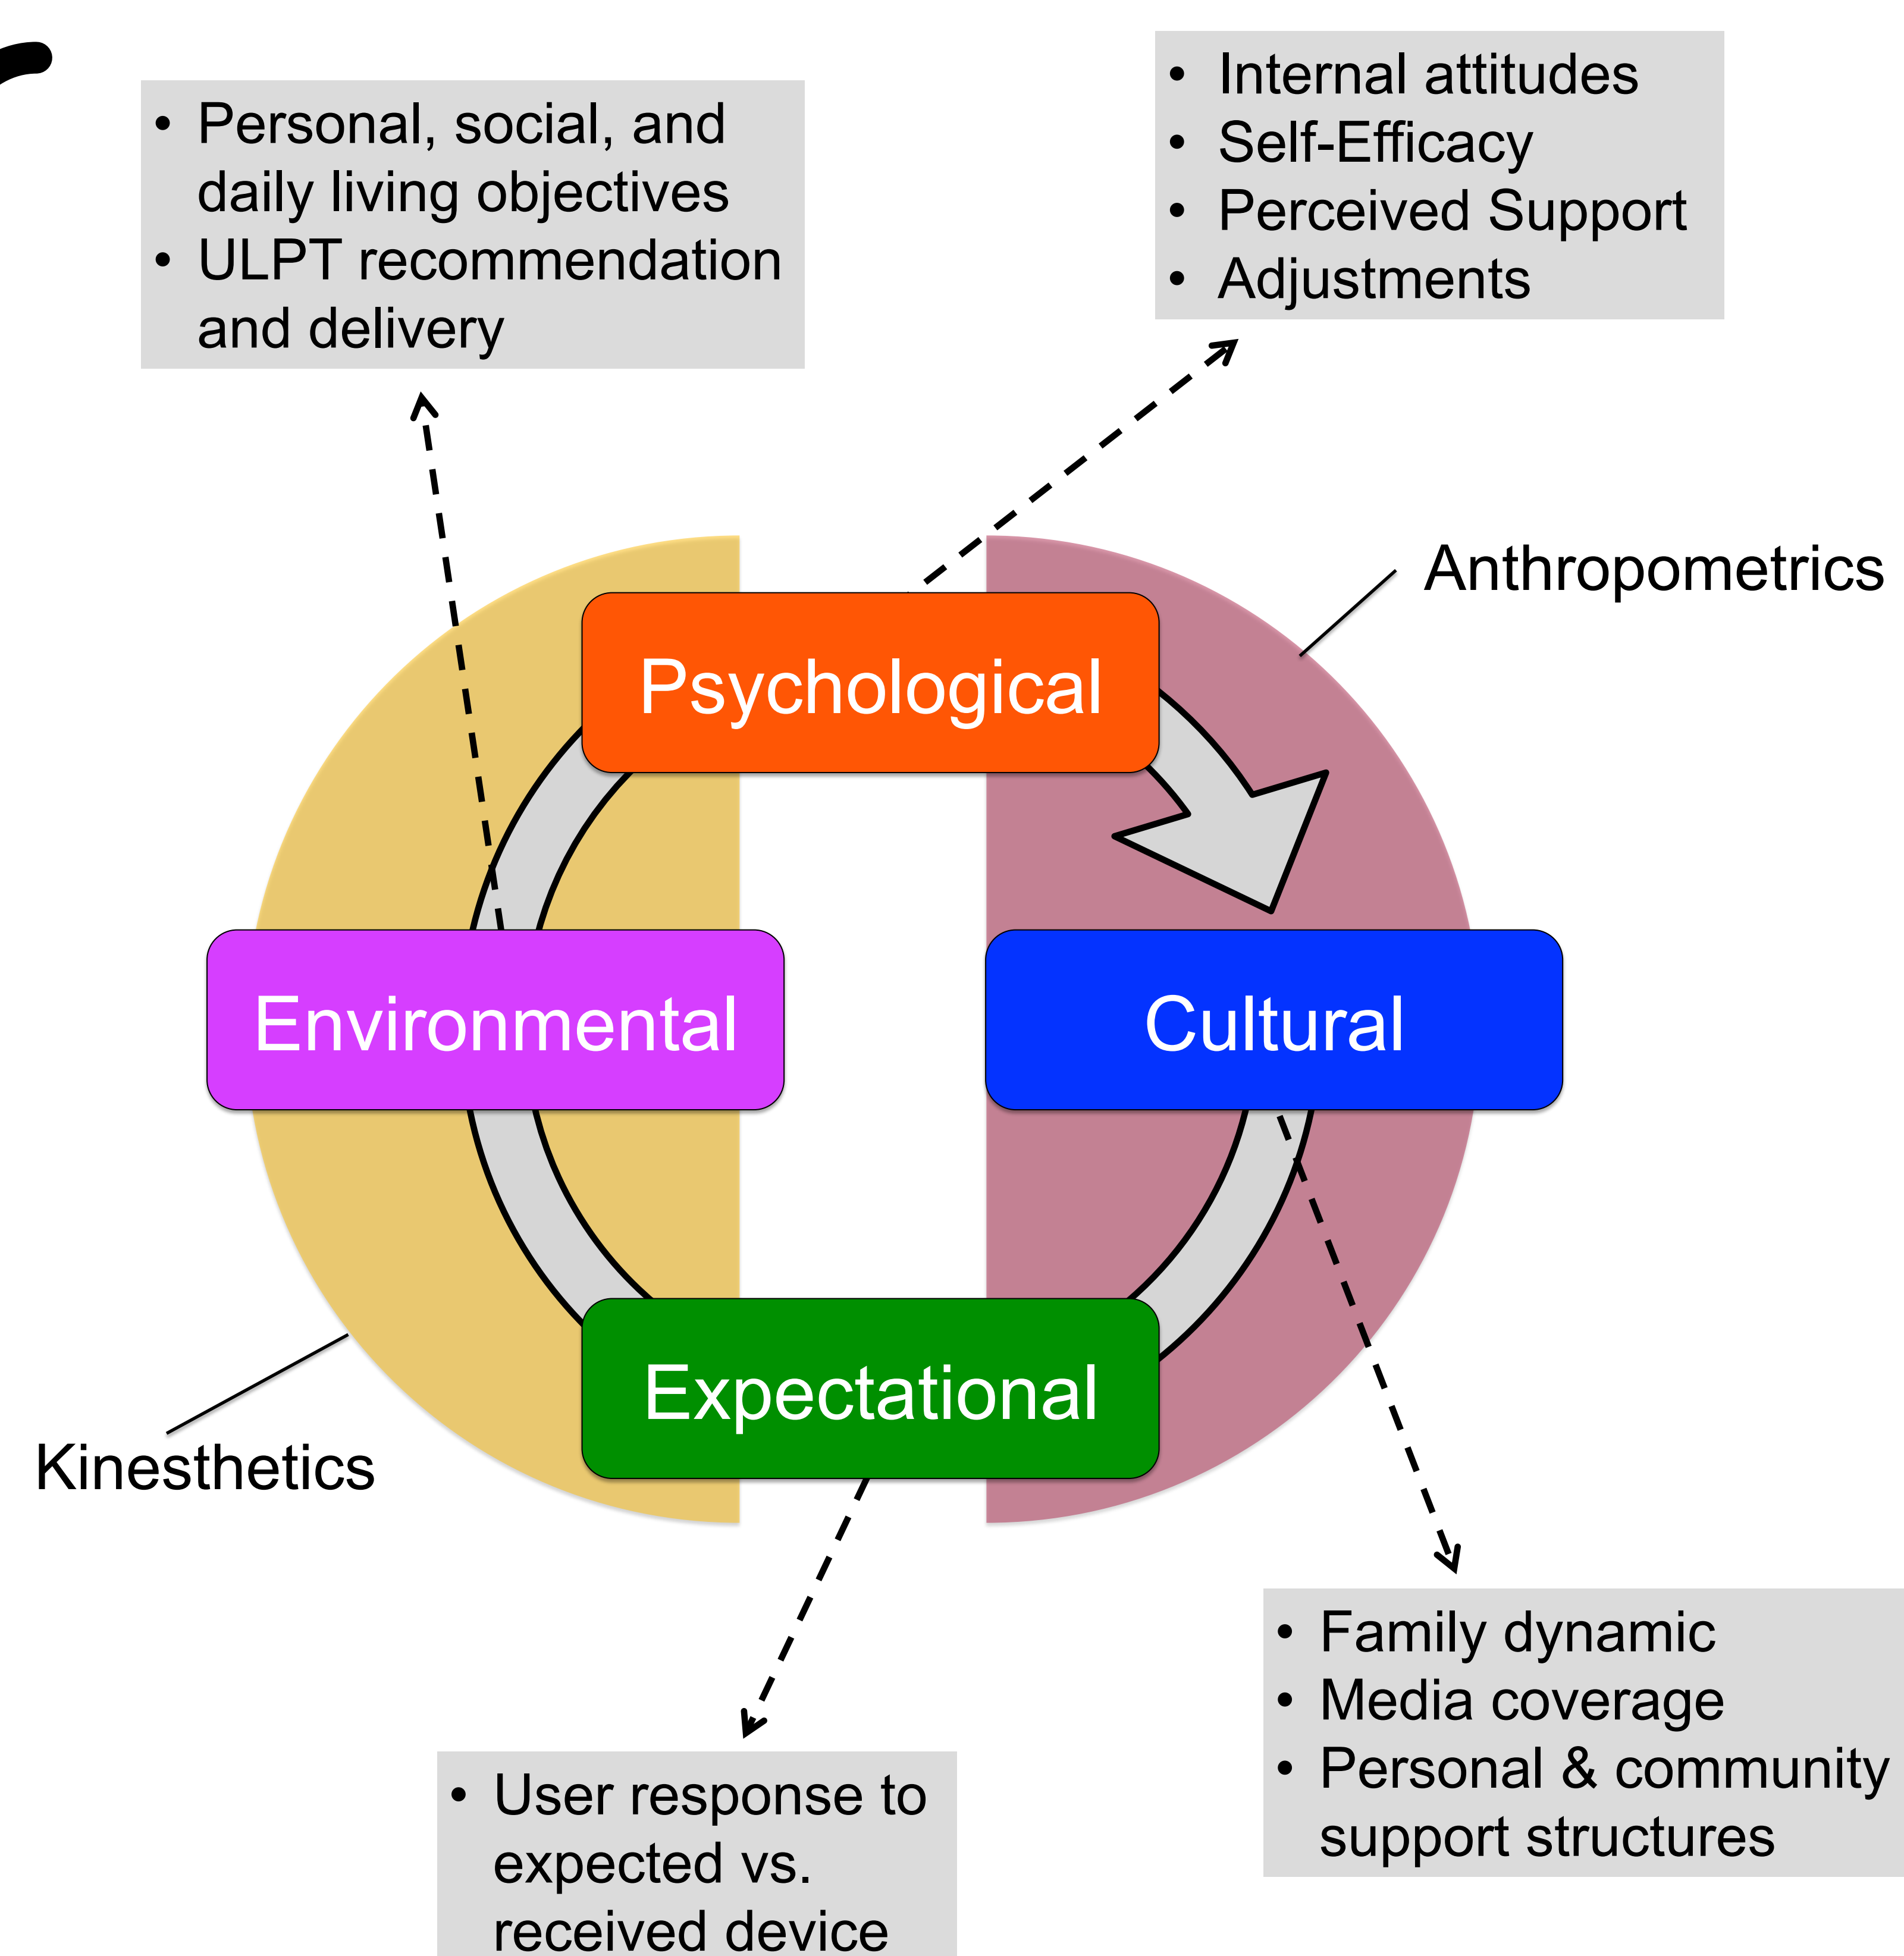 • Personal, social, and
daily living objectives
• ULPT recommendation
and delivery
• Internal attitudes
• Self-Efficacy
• Perceived Support
• Adjustments
Anthropometrics
Psychological
Environmental
Cultural
Expectational
Kinesthetics
• Family dynamic
• Media coverage
• Personal & community
support structures
• User response to
expected vs.
received device